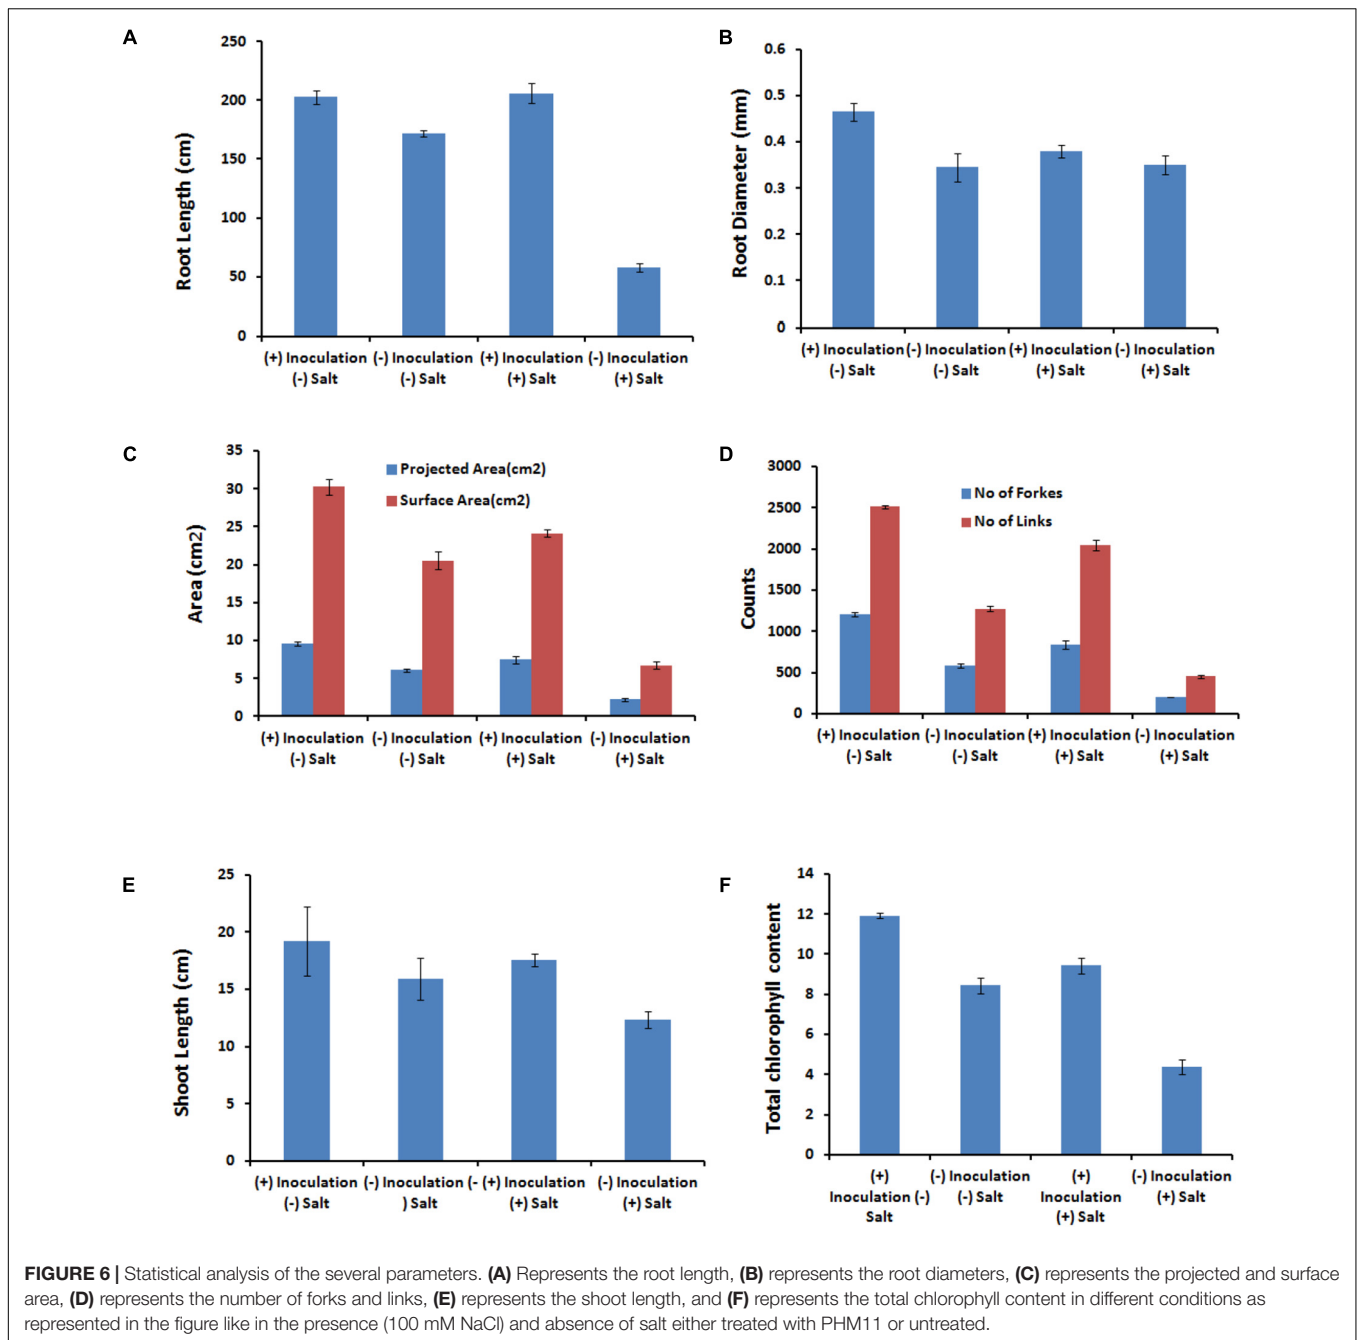 A
250
200
150
100
50
0
Root Length (cm)
(+) Inoculation (-) Inoculation (+) Inoculation (-) Inoculation
(-) Salt (-) Salt (+) Salt (+) Salt
B
0.6
0.5
0.4
0.3
0.2
0.1
0
Root Diameter (mm)
(+) Inoculation (-) Inoculation (+) Inoculation (-) Inoculation
(-) Salt (-) Salt (+) Salt (+) Salt
C
35
30
25
20
15
10
5
0
Area (cm2)
Projected Area(cm2)
Surface Area(cm2)
(+) Inoculation (-) Inoculation (+) Inoculation (-) Inoculation
(-) Salt (-) Salt (+) Salt (+) Salt
D
3000
2500
2000
1500
1000
500
0
Counts
No of Forkes
No of Links
(+) Inoculation (-) Inoculation (+) Inoculation (-) Inoculation
(-) Salt (-) Salt (+) Salt (+) Salt
E
25
20
15
10
5
0
Shoot Length (cm)
(+) Inoculation (-) Inoculation (- (+) Inoculation (-) Inoculation
(-) Salt ) Salt (+) Salt (+) Salt
F
14
12
10
8
6
4
2
0
Total chlorophyll content
(+) (-) Inoculation (+) (-) Inoculation
Inoculation (-) (-) Salt Inoculation (+) Salt
Salt (+) Salt
FIGURE 6 | Statistical analysis of the several parameters. (A) Represents the root length, (B) represents the root diameters, (C) represents the projected and surface
area, (D) represents the number of forks and links, (E) represents the shoot length, and (F) represents the total chlorophyll content in different conditions as
represented in the figure like in the presence (100 mM NaCl) and absence of salt either treated with PHM11 or untreated.